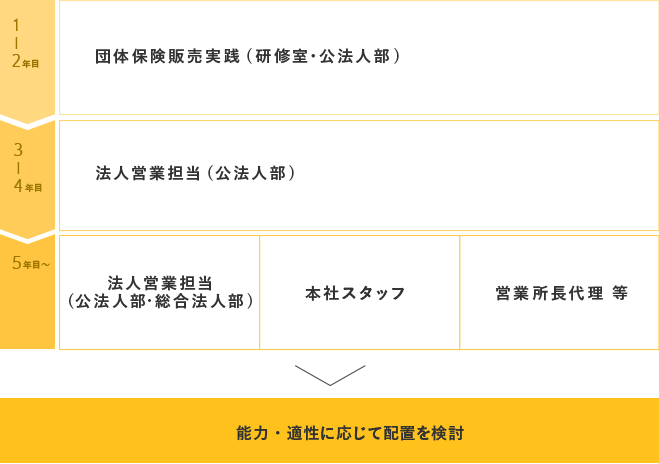 1
|
2年目
団体保険販売実践（研修室・公法人部）
3
|
4年目
法人営業担当（公法人部）
5年目～
法人営業担当
（公法人部・総合法人部）
本社スタッフ
営業所長代理 等
能力・適性に応じて配置を検討